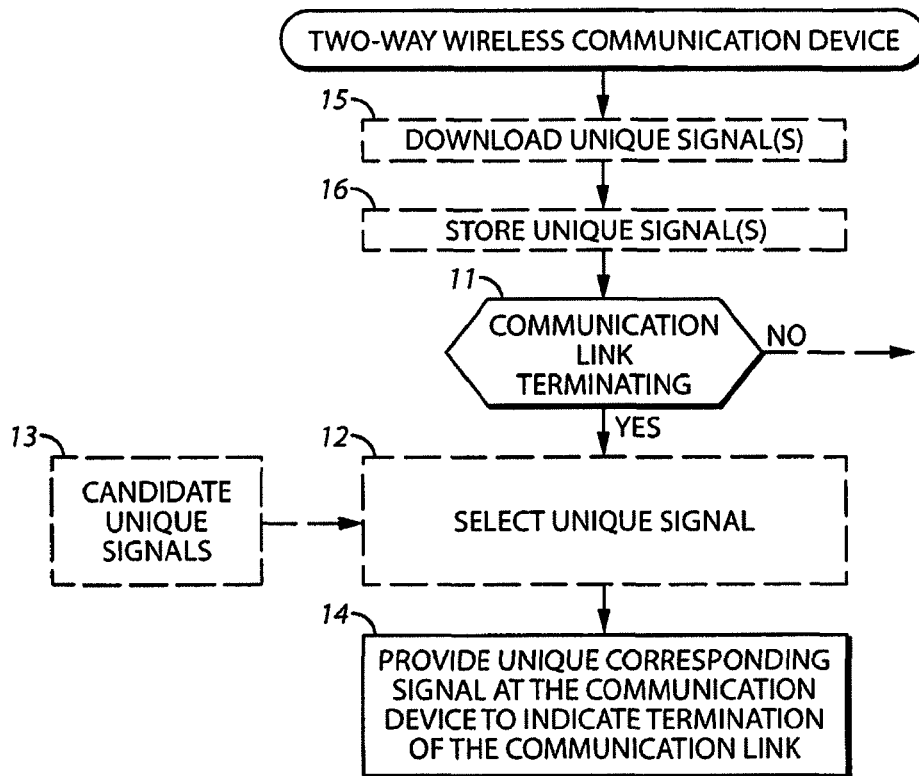 TWO-WAY WIRELESS COMMUNICATION DEVICE
15
DOWNLOAD UNIQUE SIGNAL(S)
16
STORE UNIQUE SIGNAL(S)
11
COMMUNICATION
LINK
TERMINATING
NO
YES
13
CANDIDATE
UNIQUE
SIGNALS
12
SELECT UNIQUE SIGNAL
14
PROVIDE UNIQUE CORRESPONDING
SIGNAL AT THE COMMUNICATION
DEVICE TO INDICATE TERMINATION
OF THE COMMUNICATION LINK